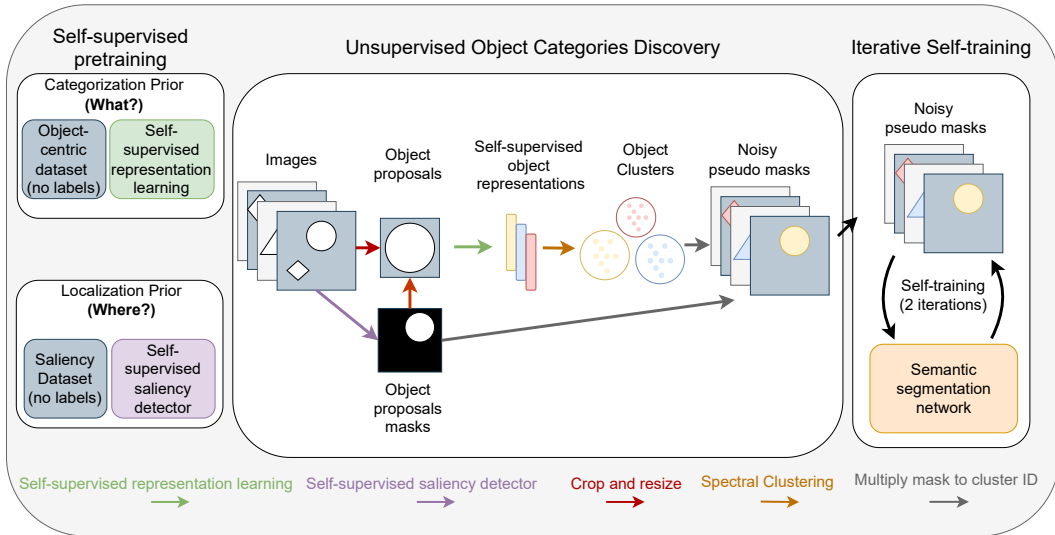 Self-supervised
pretraining
Unsupervised Object Categories Discovery
Iterative Self-training
Categorization Prior
(What?)
Object-
centric
dataset
(no labels)
Self-
supervised
representation
learning
Localization Prior
(Where?)
Saliency
Dataset
(no labels)
Self-
supervised
saliency
detector
Images
Object
proposals
Self-supervised
object
representations
Object
Clusters
Noisy
pseudo masks
Object
proposals
masks
Noisy
pseudo masks
Self-training
(2 iterations)
Semantic
segmentation
network
Self-supervised representation learning
Self-supervised saliency detector
Crop and resize
Spectral Clustering
Multiply mask to cluster ID